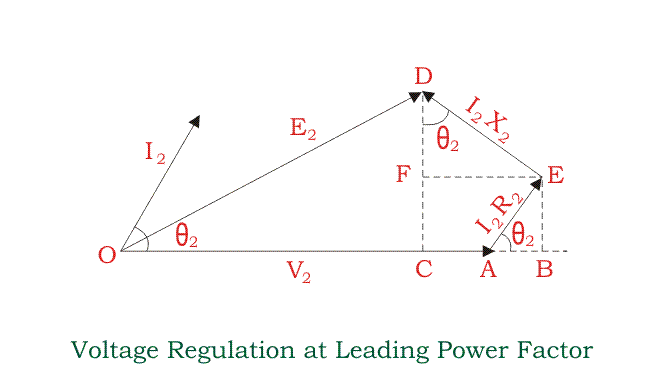 D
I₂X₂
E₂
θ₂
I₂
F
E
I₂R₂
θ₂
θ₂
O
V₂
C
A
B
Voltage Regulation at Leading Power Factor